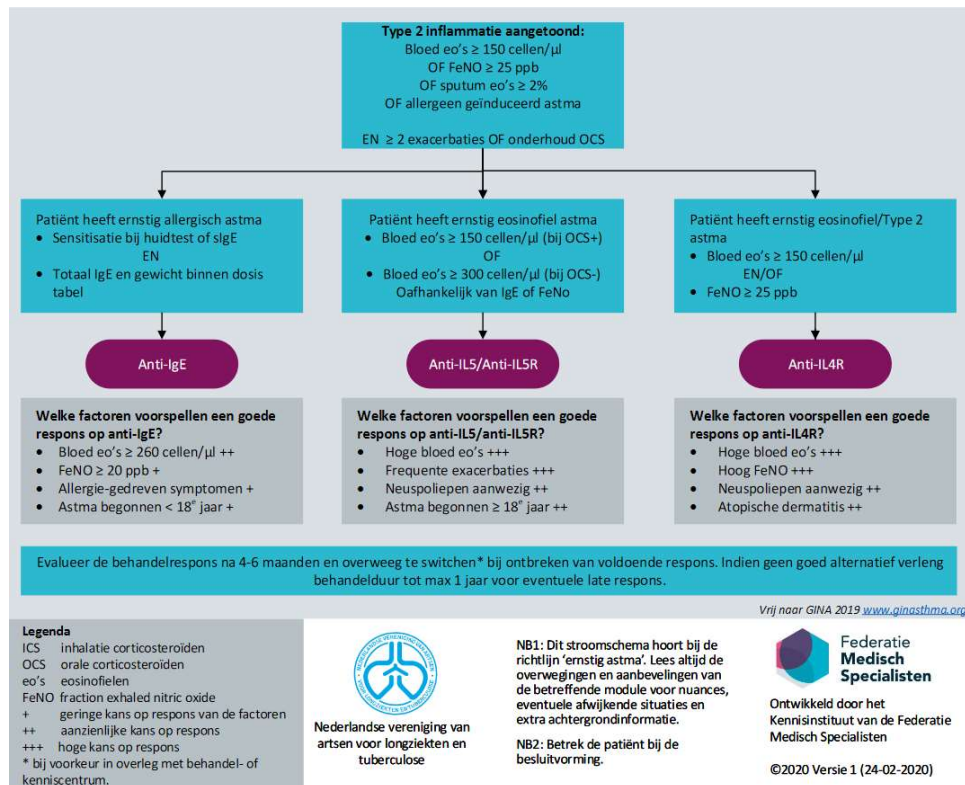 Type 2 inflammatie aangetoond:
Bloed eo's ≥ 150 cellen/µl
OF FeNO ≥ 25 ppb
OF sputum eo's ≥ 2%
OF allergeen geïnduceerd astma
EN ≥ 2 exacerbaties OF onderhoud OCS
Patiënt heeft ernstig allergisch astma
• Sensitisatie bij huidtest of sIgE
EN
• Totaal IgE en gewicht binnen dosis
tabel
Patiënt heeft ernstig eosinofiel astma
• Bloed eo's ≥ 150 cellen/µl (bij OCS+)
OF
• Bloed eo's ≥ 300 cellen/µl (bij OCS-)
Oafhankelijk van IgE of FeNo
Patiënt heeft ernstig eosinofiel/Type 2
astma
• Bloed eo's ≥ 150 cellen/µl
EN/OF
• FeNO ≥ 25 ppb
Anti-IgE
Anti-IL5/Anti-IL5R
Anti-IL4R
Welke factoren voorspellen een goede
respons op anti-IgE?
• Bloed eo's ≥ 260 cellen/µl ++
• FeNO ≥ 20 ppb +
• Allergie-gedreven symptomen +
• Astma begonnen < 18e jaar +
Welke factoren voorspellen een goede
respons op anti-IL5/anti-IL5R?
• Hoge bloed eo's +++
• Frequente exacerbaties +++
• Neuspoliepen aanwezig ++
• Astma begonnen ≥ 18e jaar ++
Welke factoren voorspellen een goede
respons op anti-IL4R?
• Hoge bloed eo's +++
• Hoog FeNO +++
• Neuspoliepen aanwezig ++
• Atopische dermatitis ++
Evalueer de behandelrespons na 4-6 maanden en overweeg te switchen* bij ontbreken van voldoende respons. Indien geen goed alternatief verleng
behandelduur tot max 1 jaar voor eventuele late respons.
Vrij naar GINA 2019 www.ginasthma.org
Legenda
ICS inhalatie corticosteroïden
OCS orale corticosteroïden
eo's eosinofielen
FeNO fraction exhaled nitric oxide
+ geringe kans op respons van de factoren
++ aanzienlijke kans op respons
+++ hoge kans op respons
* bij voorkeur in overleg met behandel- of
kenniscentrum.
NEDERLANDSE VERENIGING VAN ARTSEN
VOOR LONGZIEKTEN EN TUBERCULOSE
Nederlandse vereniging van
artsen voor longziekten en
tuberculose
NB1: Dit stroomschema hoort bij de
richtlijn 'ernstig astma'. Lees altijd de
overwegingen en aanbevelingen van
de betreffende module voor nuances,
eventuele afwijkende situaties en
extra achtergrondinformatie.
NB2: Betrek de patiënt bij de
besluitvorming.
Federatie
Medisch
Specialisten
Ontwikkeld door het
Kennisinstituut van de Federatie
Medisch Specialisten
©2020 Versie 1 (24-02-2020)